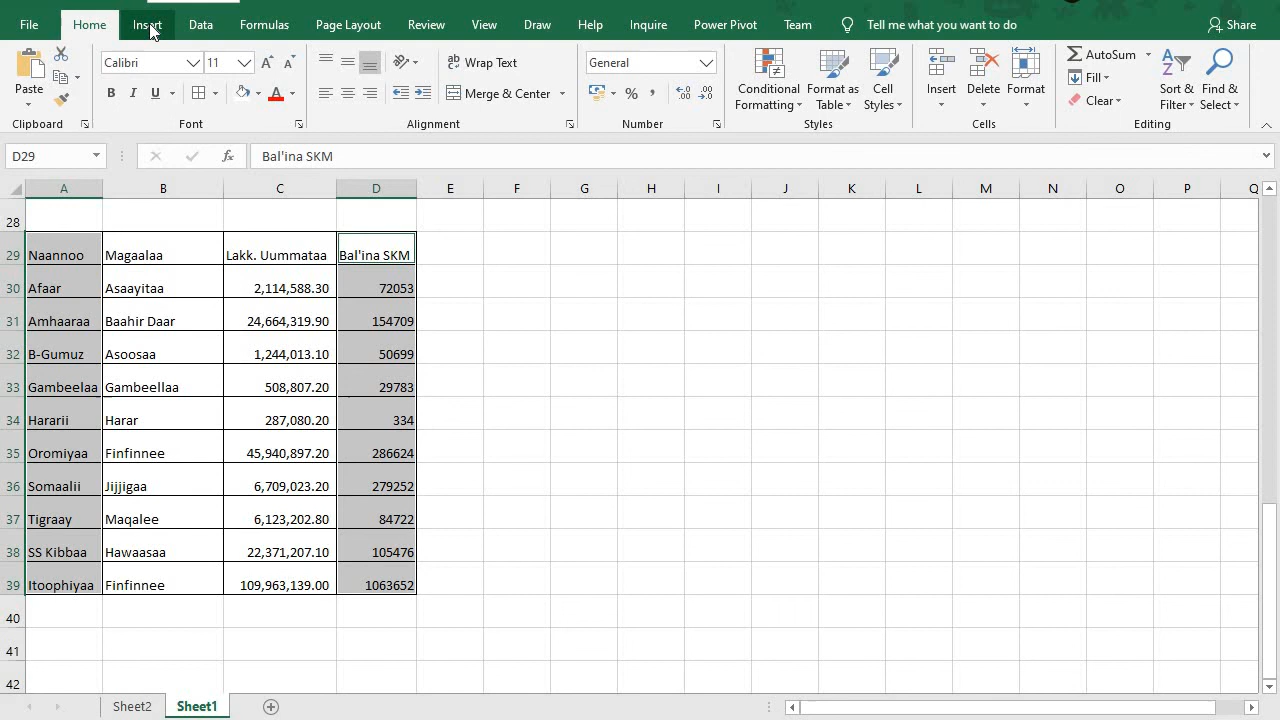 File Home Insert Data Formulas Page Layout Review View Draw Help Inquire Power Pivot Team Tell me what you want to do Share
Calibri 11 Wrap Text General AutoSum
Paste B I U Merge & Center % , Conditional Formatting Format as Table Cell Styles Insert Delete Format Fill Sort & Filter Find & Select
Clear
Clipboard Font Alignment Number Styles Cells Editing
D29 fx Bal'ina SKM
A B C D E F G H I J K L M N O P Q
28
29 Naannoo Magaalaa Lakk. Uummataa Bal'ina SKM
30 Afaar Asaayitaa 2,114,588.30 72053
31 Amhaaraa Baahir Daar 24,664,319.90 154709
32 B-Gumuz Asoosaa 1,244,013.10 50699
33 Gambeelaa Gambeellaa 508,807.20 29783
34 Hararii Harar 287,080.20 334
35 Oromiyaa Finfinnee 45,940,897.20 286624
36 Somaalii Jijjigaa 6,709,023.20 279252
37 Tigraay Maqalee 6,123,202.80 84722
38 SS Kibbaa Hawaasaa 22,371,207.10 105476
39 Itoophiyaa Finfinnee 109,963,139.00 1063652
40
41
42
Sheet2 Sheet1